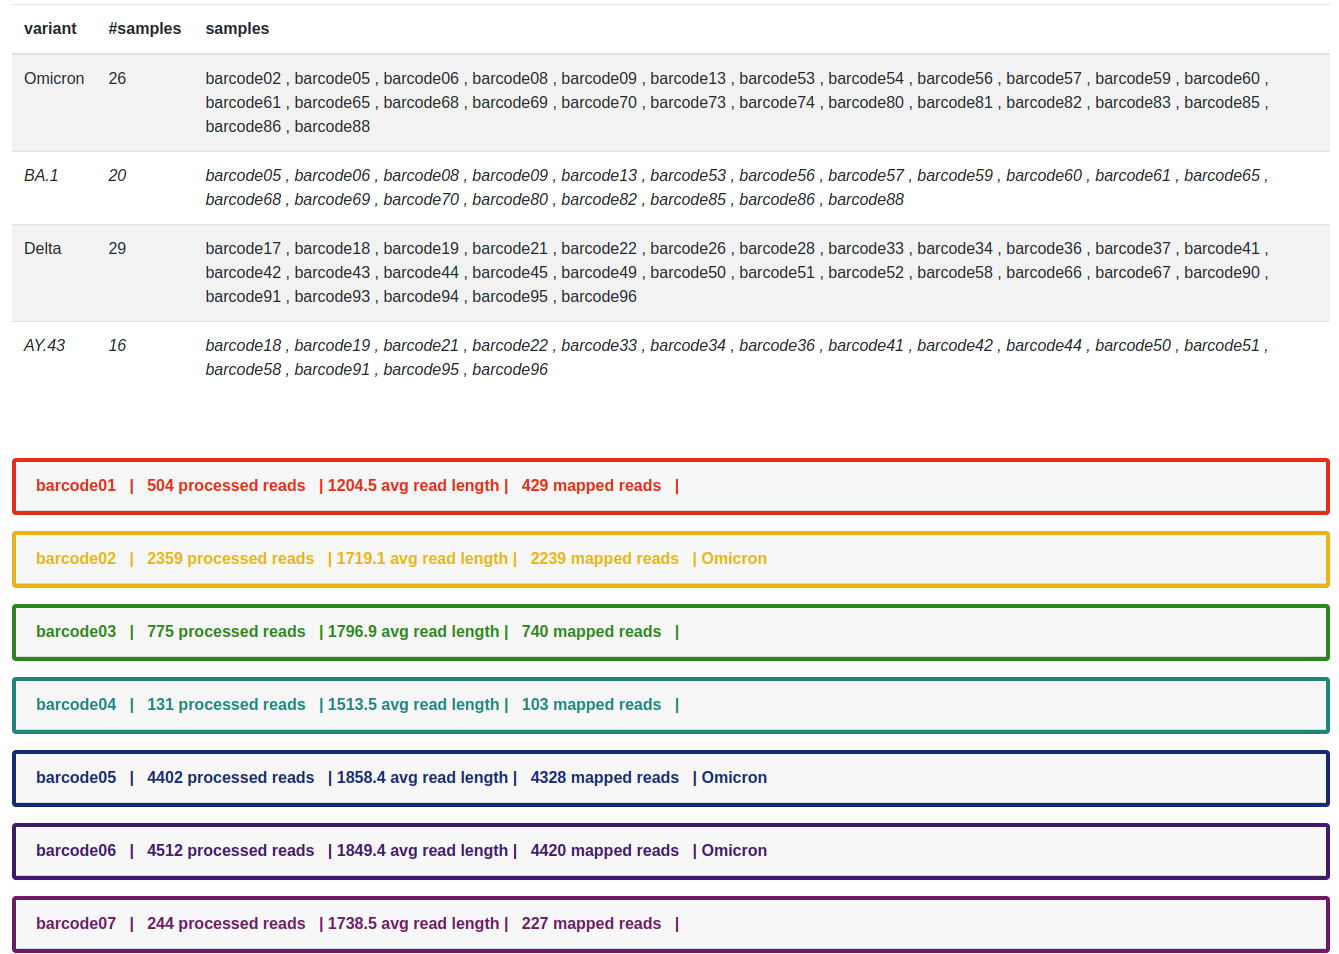 variant #samples samples
Omicron 26 barcode02 , barcode05 , barcode06 , barcode08 , barcode09 , barcode13 , barcode53 , barcode54 , barcode56 , barcode57 , barcode59 , barcode60 ,
barcode61 , barcode65 , barcode68 , barcode69 , barcode70 , barcode73 , barcode74 , barcode80 , barcode81 , barcode82 , barcode83 , barcode85 ,
barcode86 , barcode88
BA.1 20 barcode05 , barcode06 , barcode08 , barcode09 , barcode13 , barcode53 , barcode56 , barcode57 , barcode59 , barcode60 , barcode61 , barcode65 ,
barcode68 , barcode69 , barcode70 , barcode80 , barcode82 , barcode85 , barcode86 , barcode88
Delta 29 barcode17 , barcode18 , barcode19 , barcode21 , barcode22 , barcode26 , barcode28 , barcode33 , barcode34 , barcode36 , barcode37 , barcode41 ,
barcode42 , barcode43 , barcode44 , barcode45 , barcode49 , barcode50 , barcode51 , barcode52 , barcode58 , barcode66 , barcode67 , barcode90 ,
barcode91 , barcode93 , barcode94 , barcode95 , barcode96
AY.43 16 barcode18 , barcode19 , barcode21 , barcode22 , barcode33 , barcode34 , barcode36 , barcode41 , barcode42 , barcode44 , barcode50 , barcode51 ,
barcode58 , barcode91 , barcode95 , barcode96
barcode01 | 504 processed reads | 1204.5 avg read length | 429 mapped reads |
barcode02 | 2359 processed reads | 1719.1 avg read length | 2239 mapped reads | Omicron
barcode03 | 775 processed reads | 1796.9 avg read length | 740 mapped reads |
barcode04 | 131 processed reads | 1513.5 avg read length | 103 mapped reads |
barcode05 | 4402 processed reads | 1858.4 avg read length | 4328 mapped reads | Omicron
barcode06 | 4512 processed reads | 1849.4 avg read length | 4420 mapped reads | Omicron
barcode07 | 244 processed reads | 1738.5 avg read length | 227 mapped reads |